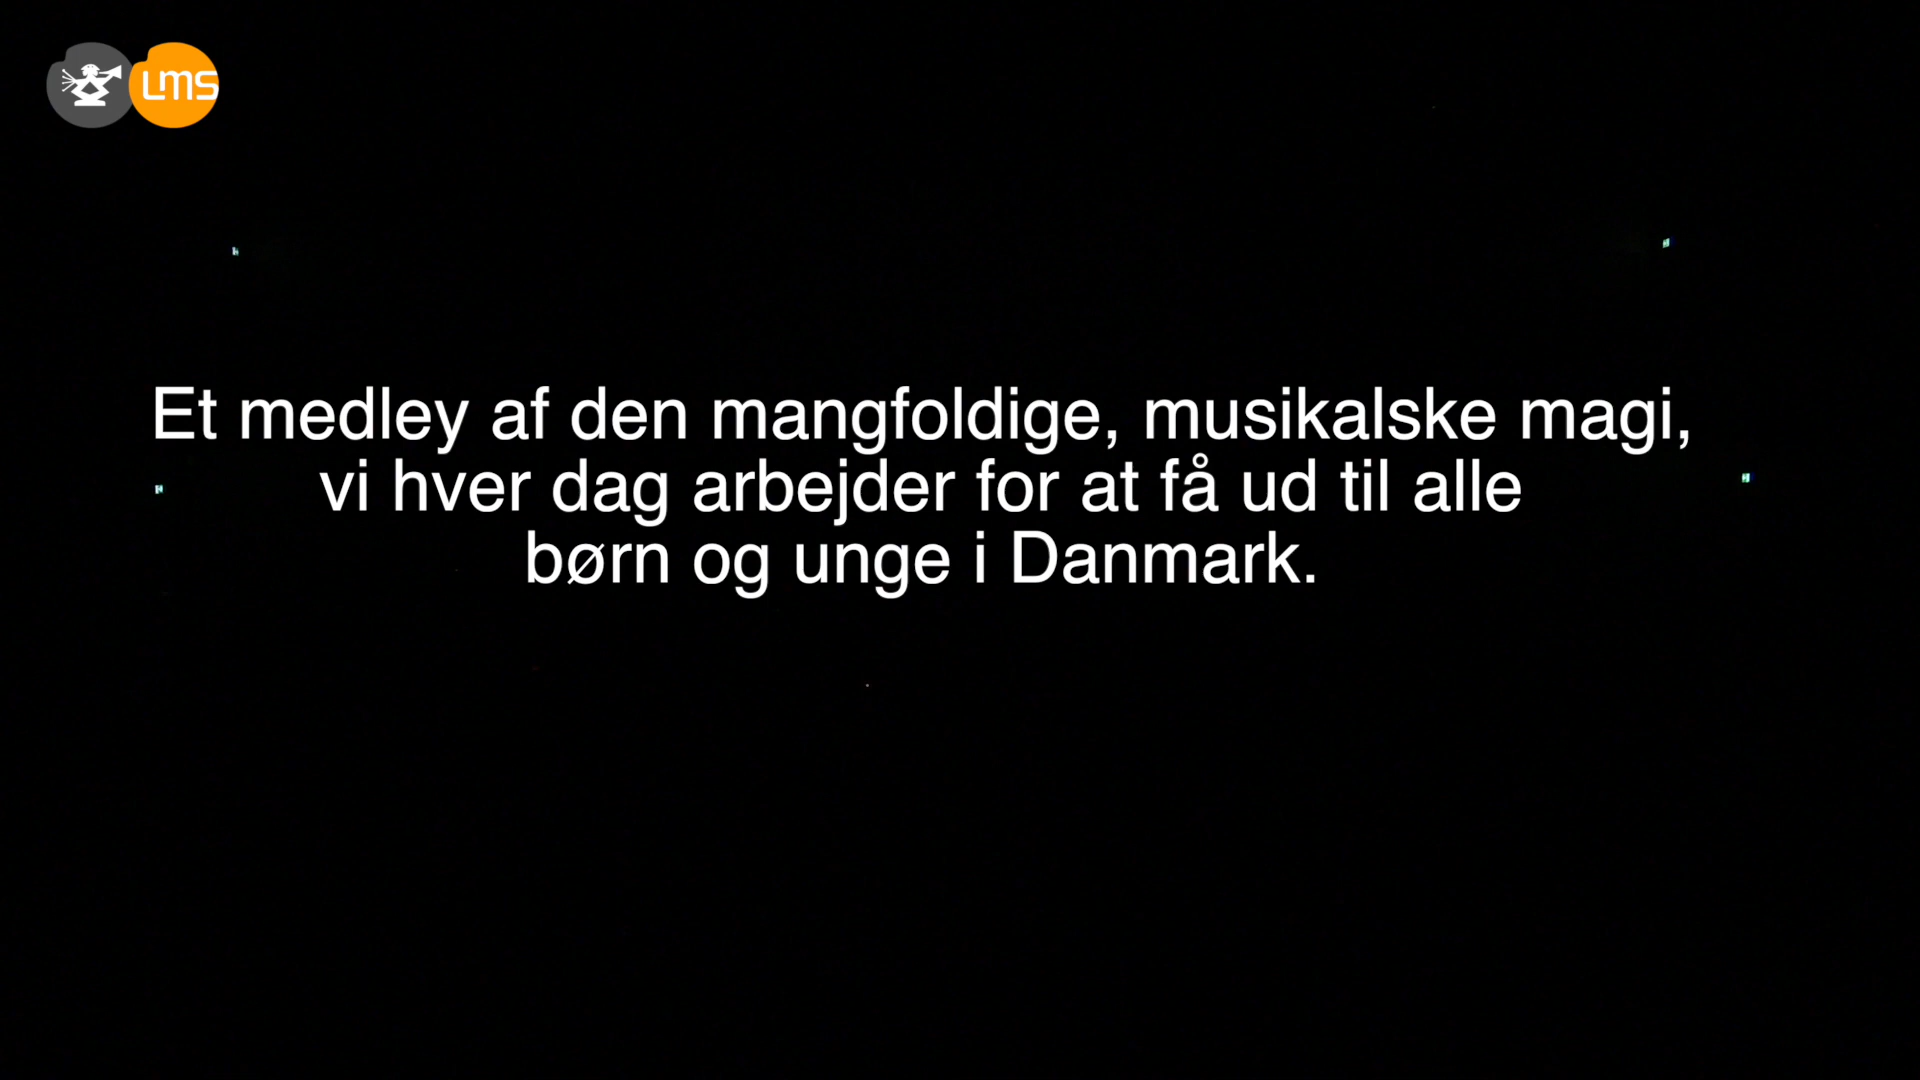 LMS
Et medley af den mangfoldige, musikalske magi,
vi hver dag arbejder for at få ud til alle
børn og unge i Danmark.